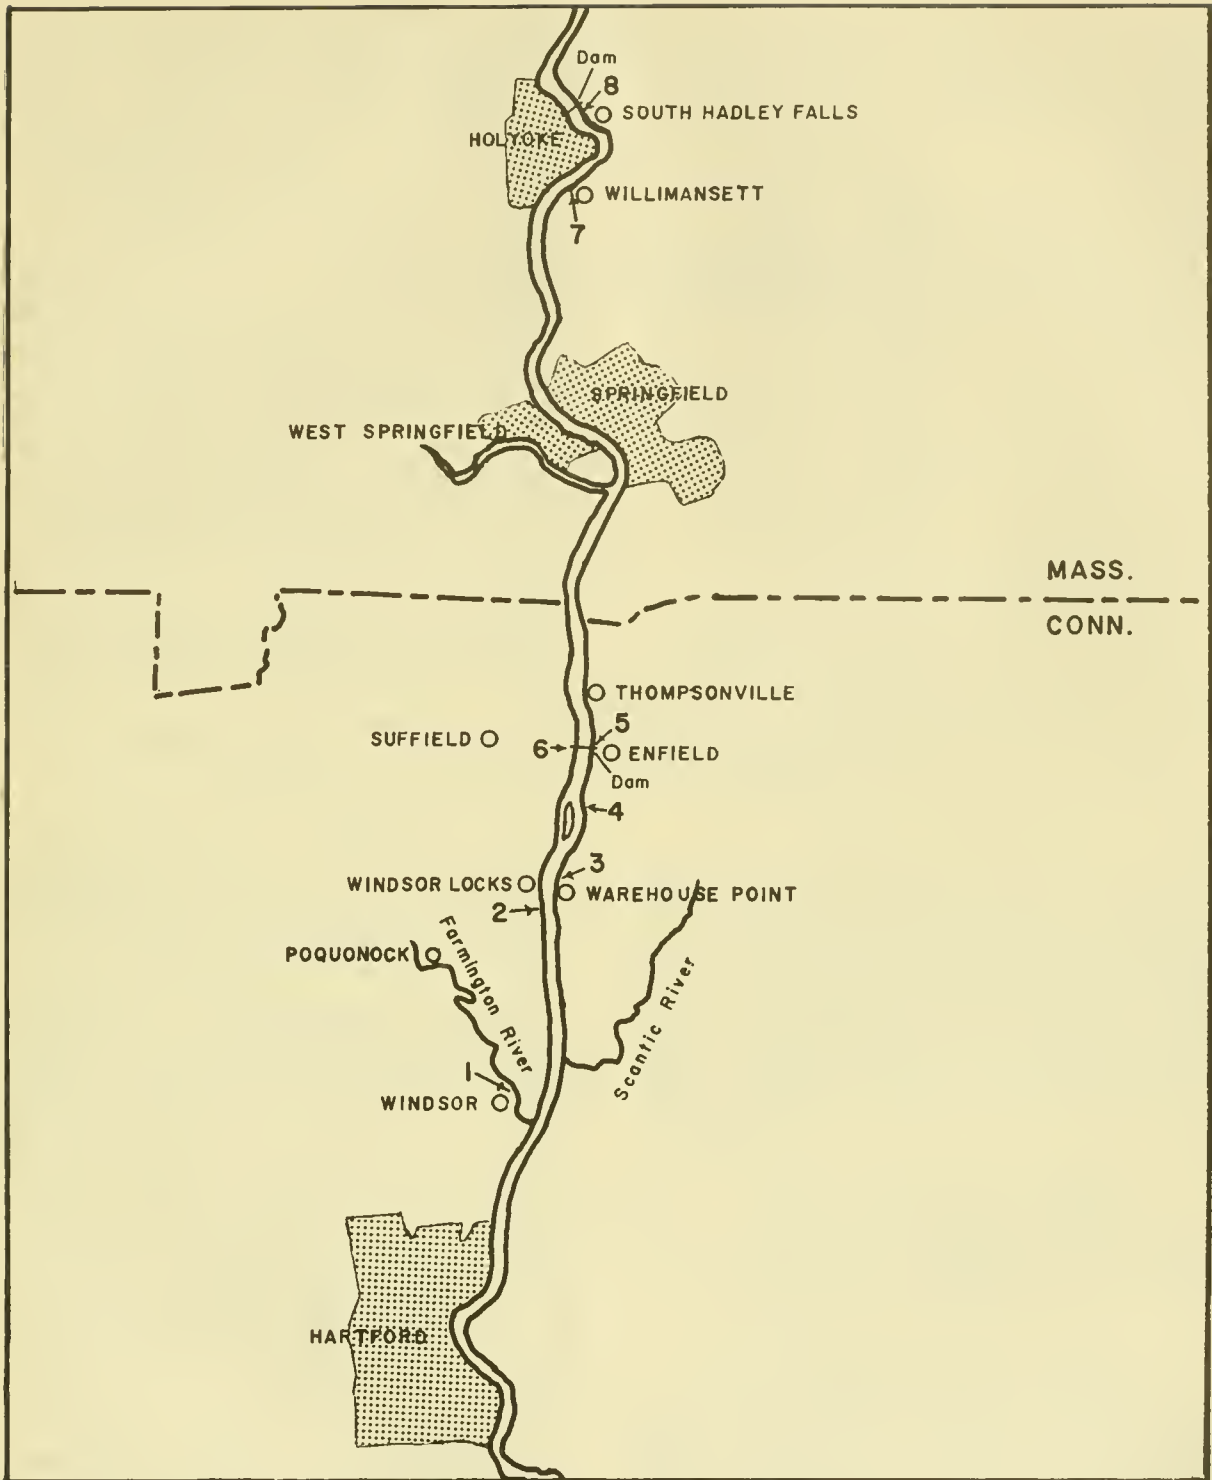 Dam
8
SOUTH HADLEY FALLS
HOLYOKE
WILLIMANSETT
7
SPRINGFIELD
WEST SPRINGFIELD
MASS.
CONN.
THOMPSONVILLE
5
SUFFIELD
6
ENFIELD
Dam
4
3
WINDSOR LOCKS
WAREHOUSE POINT
2
Farmington River
POQUONOCK
Scantic River
1
WINDSOR
HARTFORD